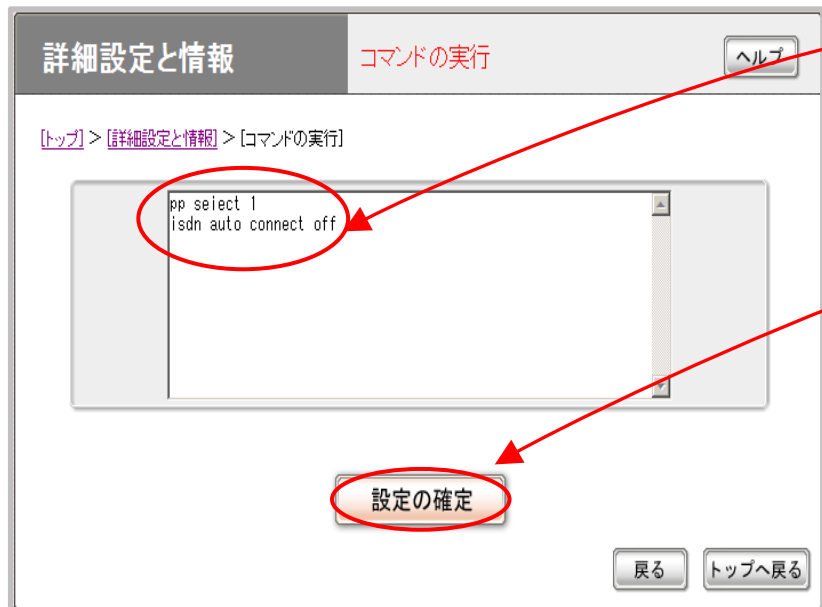 詳細設定と情報
コマンドの実行
ヘルプ
[トップ] > [詳細設定と情報] > [コマンドの実行]
pp seiect 1
isdn auto connect off
設定の確定
戻る
トップへ戻る